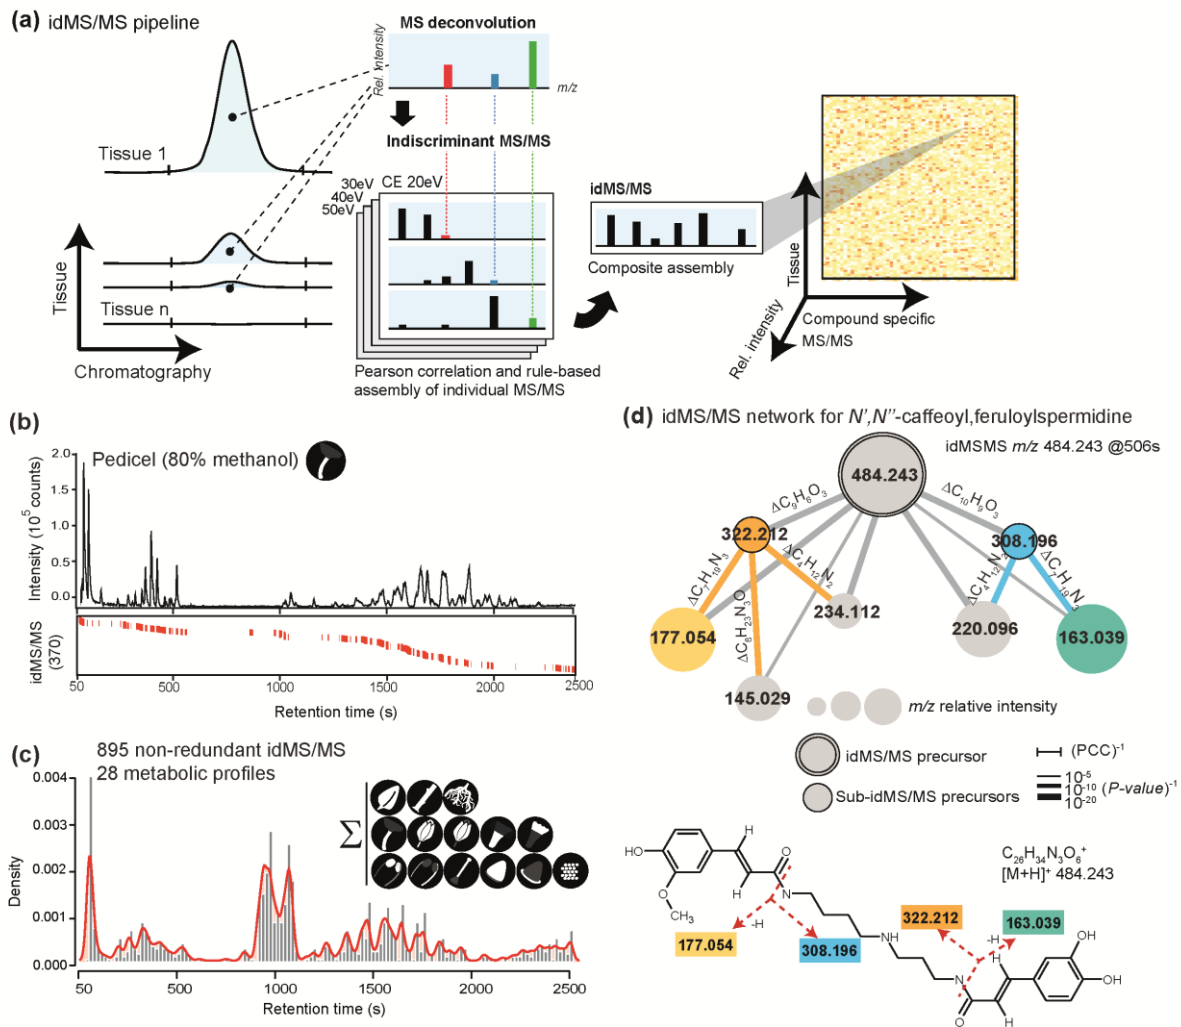 (a) idMS/MS pipeline
MS deconvolution
Rel. Intensity
m/z
Indiscriminant MS/MS
Tissue 1
30eV
40eV
50eV
CE 20eV
idMS/MS
Composite assembly
Tissue
Tissue n
Chromatography
Pearson correlation and rule-based
assembly of individual MS/MS
Tissue
Rel. intensity
Compound specific
MS/MS
(b)
Pedicel (80% methanol)
Intensity (10⁵ counts)
2.0
1.5
1.0
0.5
0.0
idMS/MS
(370)
50
500
1000
1500
2000
2500
Retention time (s)
(c)
895 non-redundant idMS/MS
28 metabolic profiles
Σ
Density
0.004
0.003
0.002
0.001
0.000
50
500
1000
1500
2000
2500
Retention time (s)
(d) idMS/MS network for N',N''-caffeoyl,feruloylspermidine
idMSMS m/z 484.243 @506s
484.243
ΔC₉H₆O₃
ΔC₁₀H₉O₃
322.212
308.196
ΔC₇H₁₉N₃
ΔC₄H₁₂N₂
ΔC₈H₂₃N₃O
ΔC₄H₁₂N₂
ΔC₇H₁₉N₃
234.112
177.054
220.096
163.039
145.029
m/z relative intensity
idMS/MS precursor
Sub-idMS/MS precursors
(PCC)⁻¹
10⁻⁵
10⁻¹⁰ (P-value)⁻¹
10⁻²⁰
HO
O
CH₃
H
H
O
N
-H
177.054
308.196
NH
C₂₆H₃₄N₃O₆⁺
[M+H]⁺ 484.243
322.212
163.039
-H
H
N
O
H
OH
OH